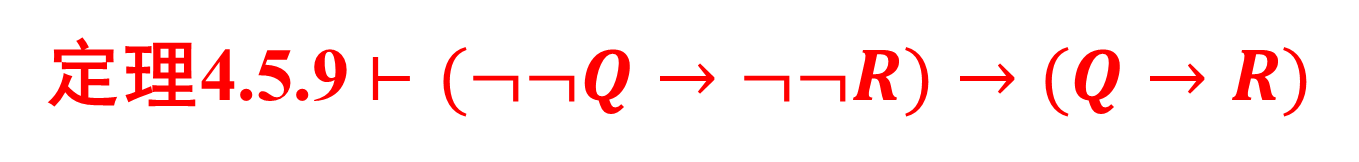 定理4.5.9 ⊢ (¬¬Q → ¬¬R) → (Q → R)